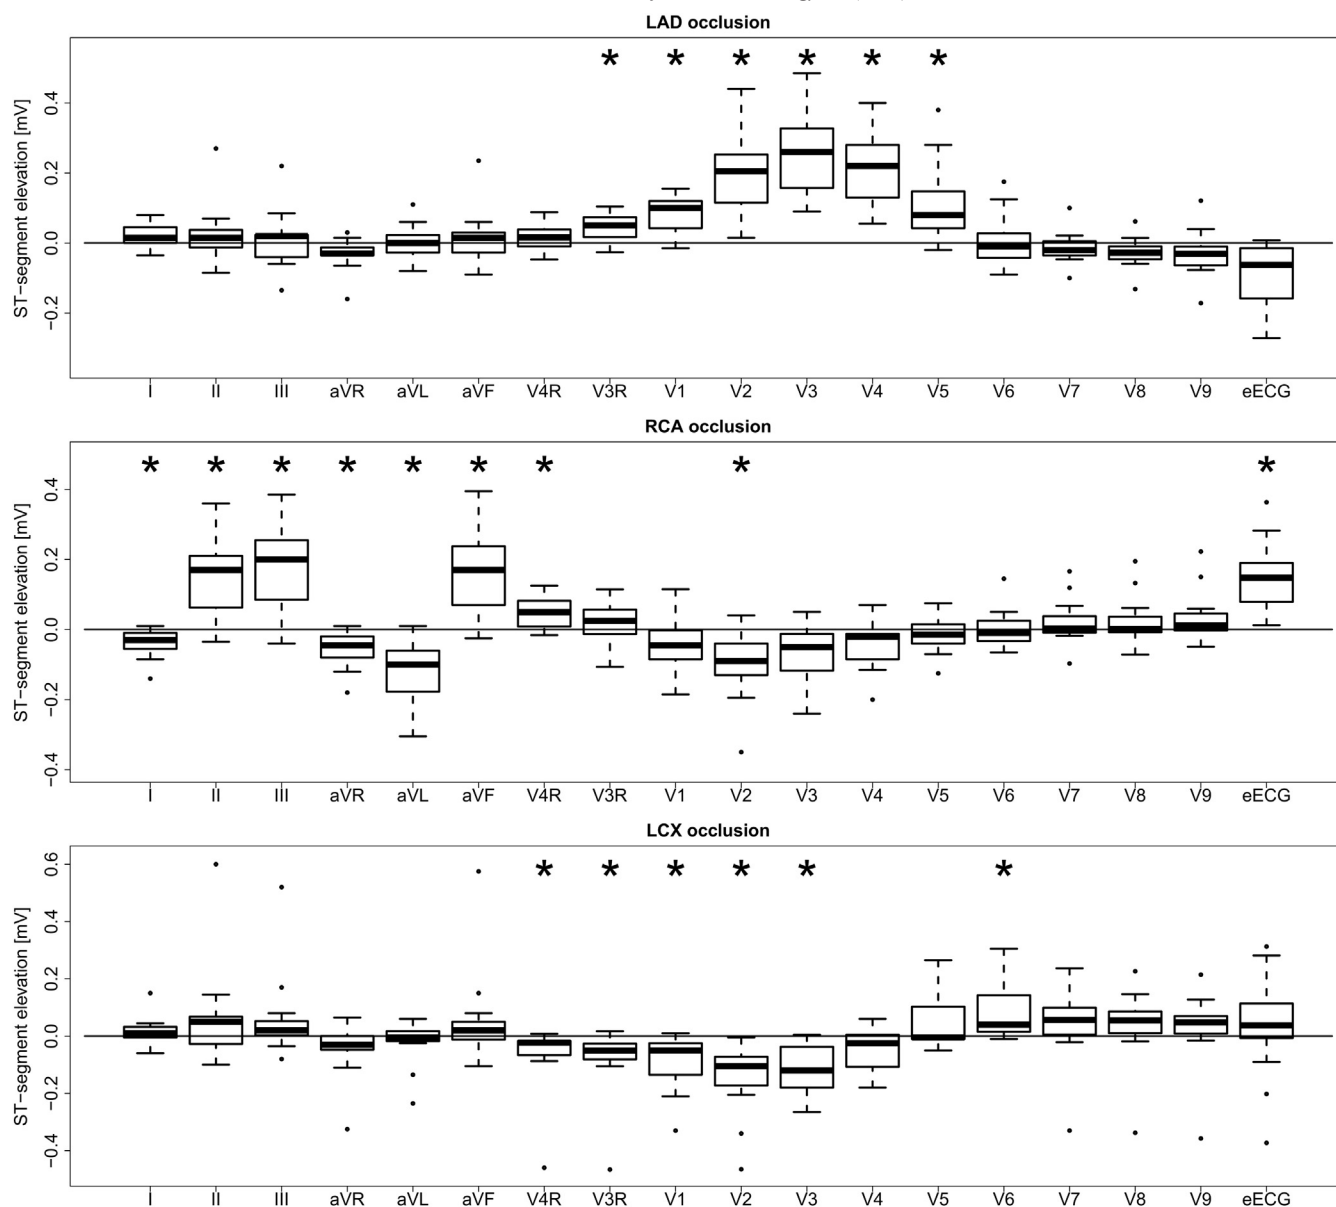 LAD occlusion
* * * * * *
ST−segment elevation [mV]
0.4
0.2
0.0
−0.2
I II III aVR aVL aVF V4R V3R V1 V2 V3 V4 V5 V6 V7 V8 V9 eECG
RCA occlusion
* * * * * * * * *
ST−segment elevation [mV]
0.4
0.2
0.0
−0.2
−0.4
I II III aVR aVL aVF V4R V3R V1 V2 V3 V4 V5 V6 V7 V8 V9 eECG
LCX occlusion
* * * * * *
ST−segment elevation [mV]
0.6
0.4
0.2
0.0
−0.2
−0.4
I II III aVR aVL aVF V4R V3R V1 V2 V3 V4 V5 V6 V7 V8 V9 eECG